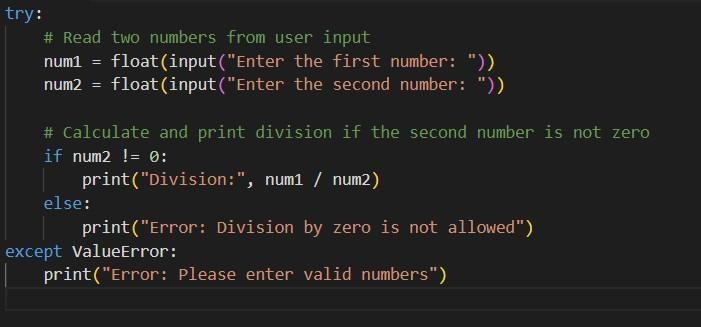 try:
    # Read two numbers from user input
    num1 = float(input("Enter the first number: "))
    num2 = float(input("Enter the second number: "))

    # Calculate and print division if the second number is not zero
    if num2 != 0:
        print("Division:", num1 / num2)
    else:
        print("Error: Division by zero is not allowed")
except ValueError:
    print("Error: Please enter valid numbers")